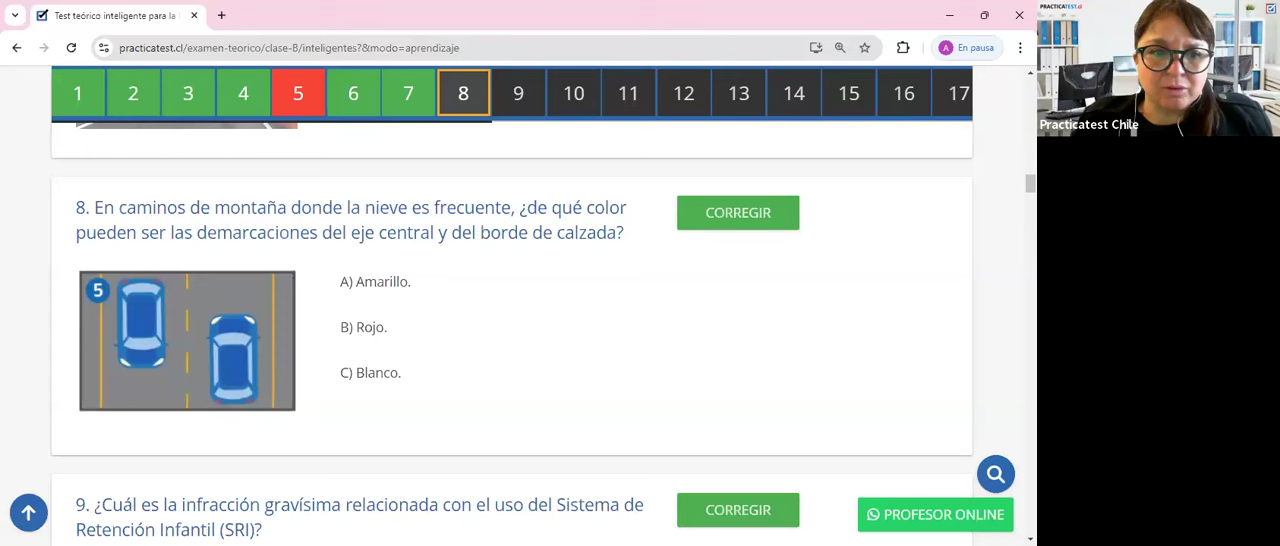 Test teórico inteligente para la
practicatest.cl/examen-teorico/clase-B/inteligentes?&modo=aprendizaje
A
En pausa
1 2 3 4 5 6 7 8 9 10 11 12 13 14 15 16 17
8. En caminos de montaña donde la nieve es frecuente, ¿de qué color
pueden ser las demarcaciones del eje central y del borde de calzada?
CORREGIR
5
A) Amarillo.
B) Rojo.
C) Blanco.
9. ¿Cuál es la infracción gravísima relacionada con el uso del Sistema de
Retención Infantil (SRI)?
CORREGIR
PROFESOR ONLINE
PRACTICATEST.cl
Practicatest Chile